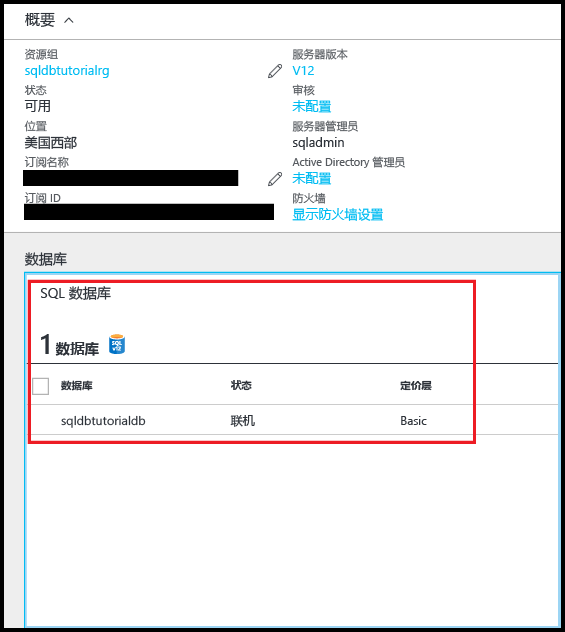 概要
资源组
sqldbtutorialrg
服务器版本
V12
状态
可用
审核
未配置
位置
美国西部
服务器管理员
sqladmin
订阅名称
Active Directory 管理员
未配置
订阅 ID
防火墙
显示防火墙设置
数据库
SQL 数据库
1 数据库 SQL V12
数据库 状态 定价层
sqldbtutorialdb 联机 Basic